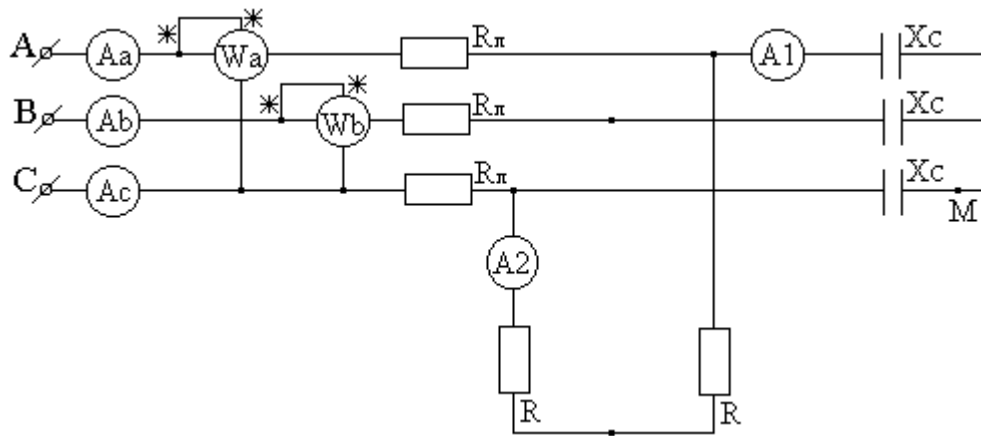 A Aa * * Wa Rл A1 Xc
B Ab * * Wb Rл Xc
C Ac Rл Xc
M
A2
R R